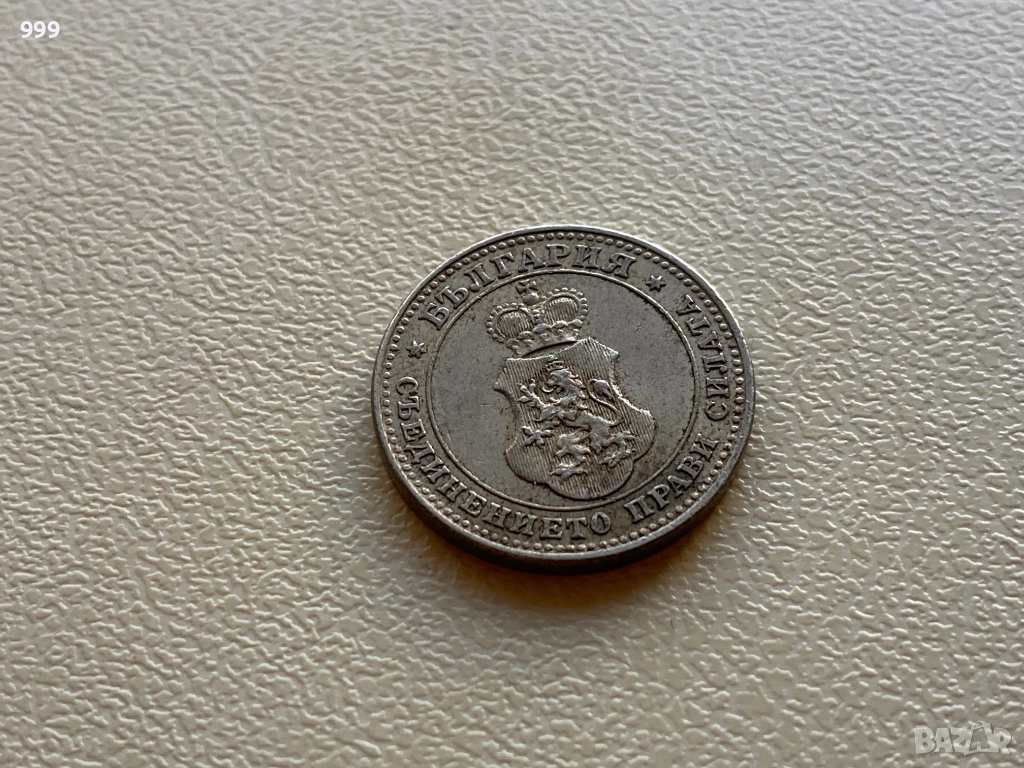 999
★ БЪЛГАРИЯ ★
СЪЕДИНЕНИЕТО ПРАВИ СИЛАТА
BAZAR